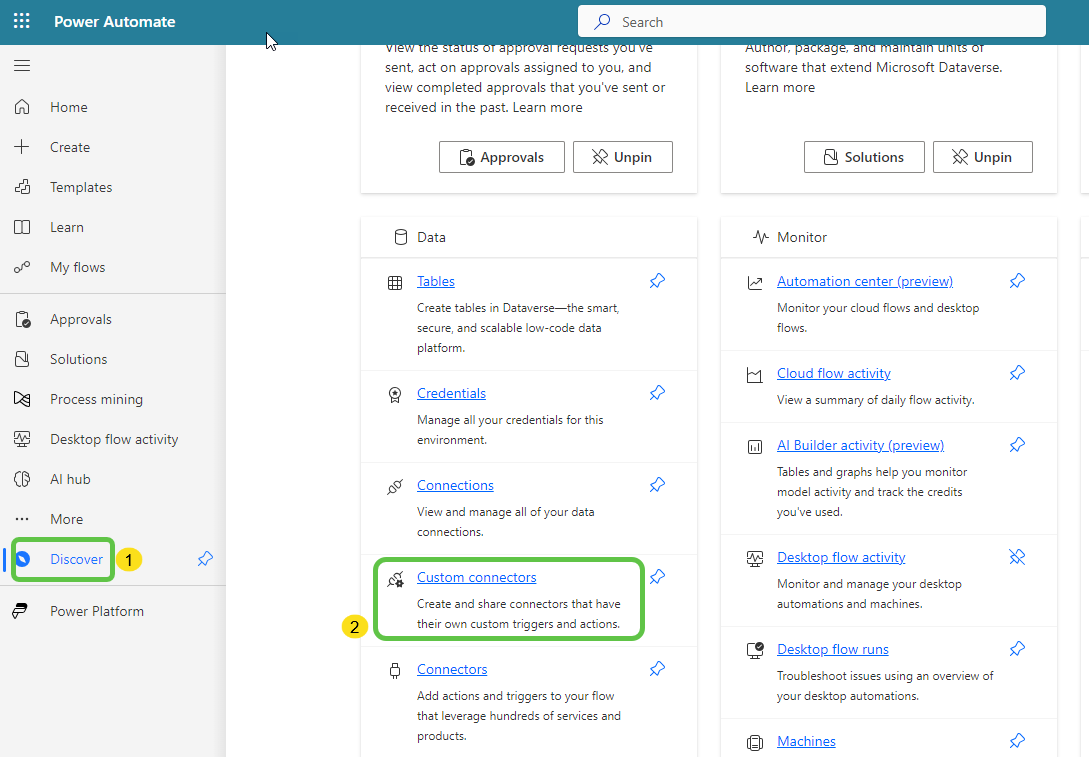 Power Automate
Search
Home
Create
Templates
Learn
My flows
Approvals
Solutions
Process mining
Desktop flow activity
AI hub
More
Discover
1
Power Platform
View the status of approval requests you've
sent, act on approvals assigned to you, and
view completed approvals that you've sent or
received in the past. Learn more
Approvals
Unpin
Author, package, and maintain units of
software that extend Microsoft Dataverse.
Learn more
Solutions
Unpin
Data
Tables
Create tables in Dataverse—the smart,
secure, and scalable low-code data
platform.
Credentials
Manage all your credentials for this
environment.
Connections
View and manage all of your data
connections.
2
Custom connectors
Create and share connectors that have
their own custom triggers and actions.
Connectors
Add actions and triggers to your flow
that leverage hundreds of services and
products.
Monitor
Automation center (preview)
Monitor your cloud flows and desktop
flows.
Cloud flow activity
View a summary of daily flow activity.
AI Builder activity (preview)
Tables and graphs help you monitor
model activity and track the credits
you've used.
Desktop flow activity
Monitor and manage your desktop
automations and machines.
Desktop flow runs
Troubleshoot issues using an overview of
your desktop automations.
Machines